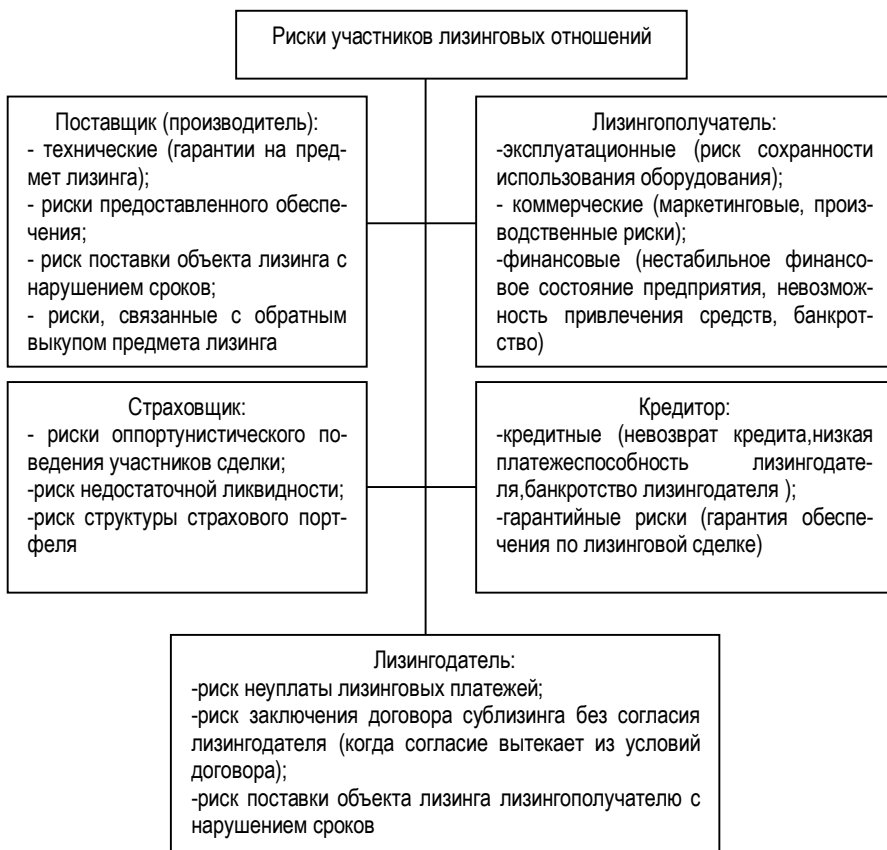 Риски участников лизинговых отношений
Поставщик (производитель):
- технические (гарантии на пред-
мет лизинга);
- риски предоставленного обеспе-
чения;
- риск поставки объекта лизинга с
нарушением сроков;
- риски, связанные с обратным
выкупом предмета лизинга
Лизингополучатель:
-эксплуатационные (риск сохранности
использования оборудования);
- коммерческие (маркетинговые, произ-
водственные риски);
-финансовые (нестабильное финансо-
вое состояние предприятия, невозмож-
ность привлечения средств, банкрот-
ство)
Страховщик:
- риски оппортунистического по-
ведения участников сделки;
-риск недостаточной ликвидности;
-риск структуры страхового порт-
феля
Кредитор:
-кредитные (невозврат кредита,низкая
платежеспособность лизингодате-
ля,банкротство лизингодателя );
-гарантийные риски (гарантия обеспе-
чения по лизинговой сделке)
Лизингодатель:
-риск неуплаты лизинговых платежей;
-риск заключения договора сублизинга без согласия
лизингодателя (когда согласие вытекает из условий
договора);
-риск поставки объекта лизинга лизингополучателю с
нарушением сроков